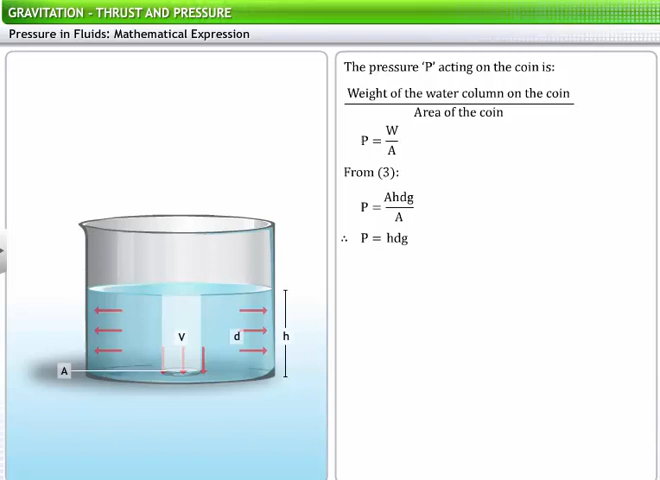 GRAVITATION - THRUST AND PRESSURE
Pressure in Fluids: Mathematical Expression
The pressure ‘P’ acting on the coin is:
Weight of the water column on the coin
Area of the coin
P = W
A
From (3):
P = Ahdg
A
∴ P = hdg
V
d
h
A